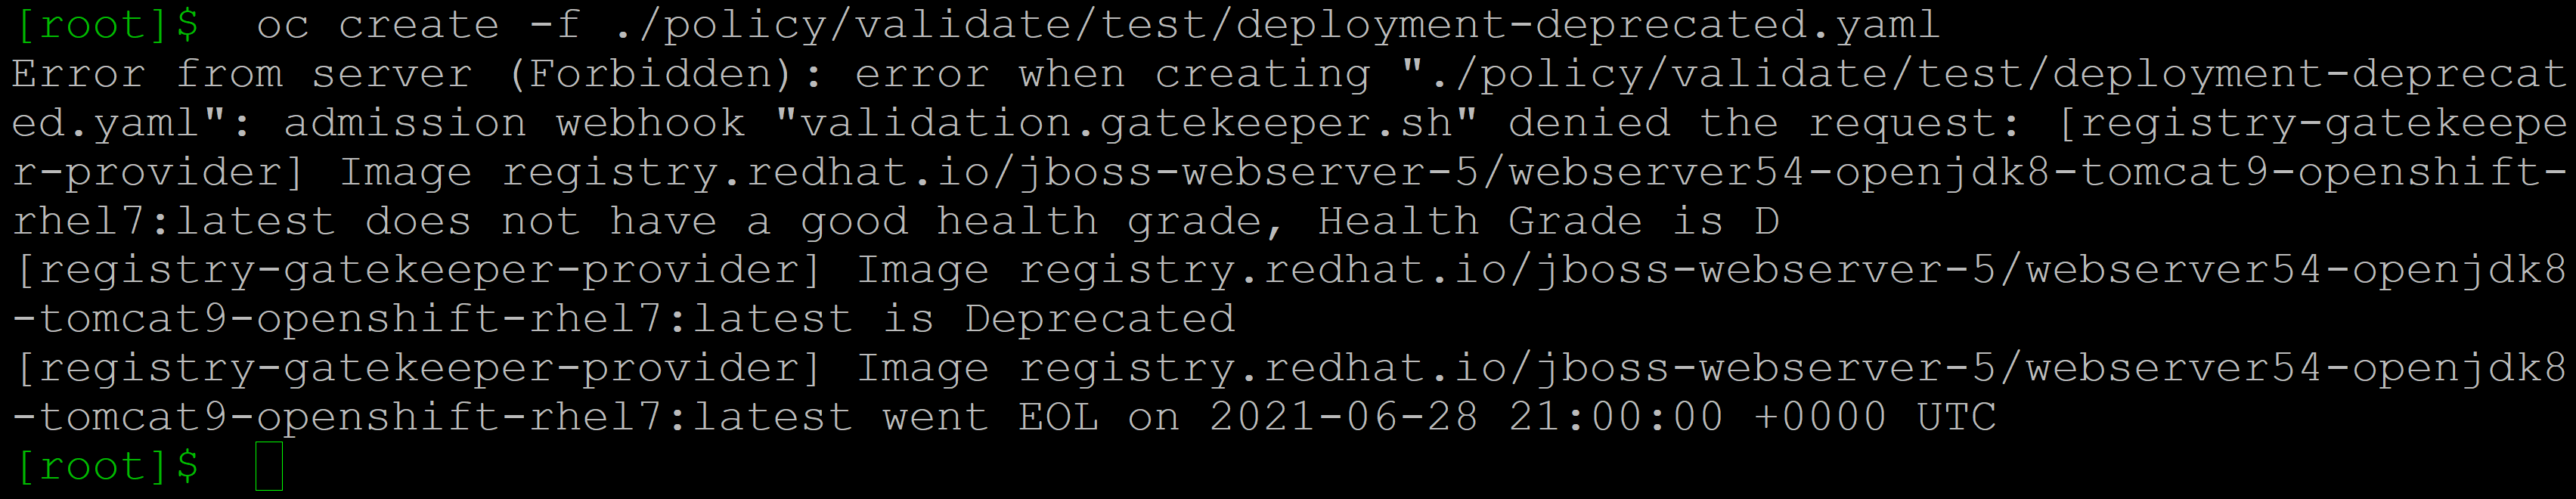 [root]$  oc create -f ./policy/validate/test/deployment-deprecated.yaml
Error from server (Forbidden): error when creating "./policy/validate/test/deployment-deprecat
ed.yaml": admission webhook "validation.gatekeeper.sh" denied the request: [registry-gatekeepe
r-provider] Image registry.redhat.io/jboss-webserver-5/webserver54-openjdk8-tomcat9-openshift-
rhel7:latest does not have a good health grade, Health Grade is D
[registry-gatekeeper-provider] Image registry.redhat.io/jboss-webserver-5/webserver54-openjdk8
-tomcat9-openshift-rhel7:latest is Deprecated
[registry-gatekeeper-provider] Image registry.redhat.io/jboss-webserver-5/webserver54-openjdk8
-tomcat9-openshift-rhel7:latest went EOL on 2021-06-28 21:00:00 +0000 UTC
[root]$